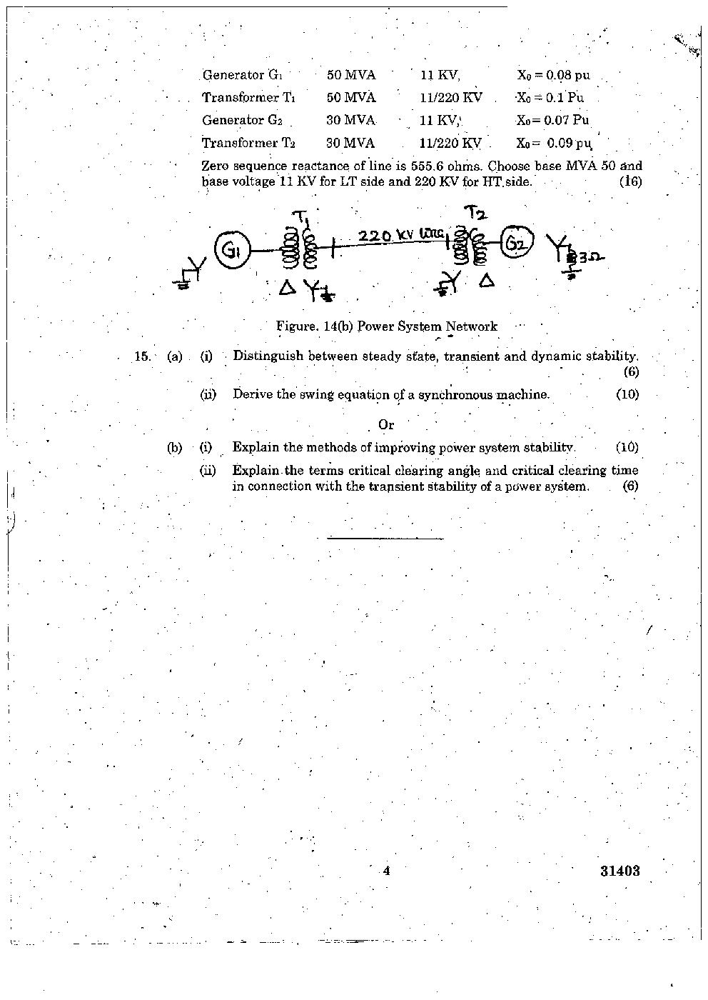 Generator G1 50 MVA 11 KV, X0 = 0.08 pu
Transformer T1 50 MVA 11/220 KV X0 = 0.1 Pu
Generator G2 30 MVA 11 KV, X0= 0.07 Pu
Transformer T2 30 MVA 11/220 KV X0= 0.09 pu
Zero sequence reactance of line is 555.6 ohms. Choose base MVA 50 and
base voltage 11 KV for LT side and 220 KV for HT side. (16)
T1 T2
G1 220 KV LINE G2 3Ω
Δ Y Y Δ
Figure. 14(b) Power System Network
15. (a) (i) Distinguish between steady state, transient and dynamic stability.
(6)
(ii) Derive the swing equation of a synchronous machine. (10)
Or
(b) (i) Explain the methods of improving power system stability. (10)
(ii) Explain the terms critical clearing angle and critical clearing time
in connection with the transient stability of a power system. (6)
4 31403